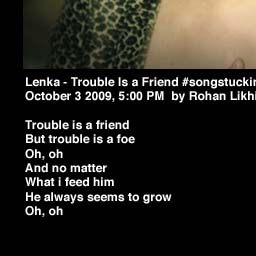 Lenka - Trouble Is a Friend #songstuckin
October 3 2009, 5:00 PM by Rohan Likhi
Trouble is a friend
But trouble is a foe
Oh, oh
And no matter
What i feed him
He always seems to grow
Oh, oh